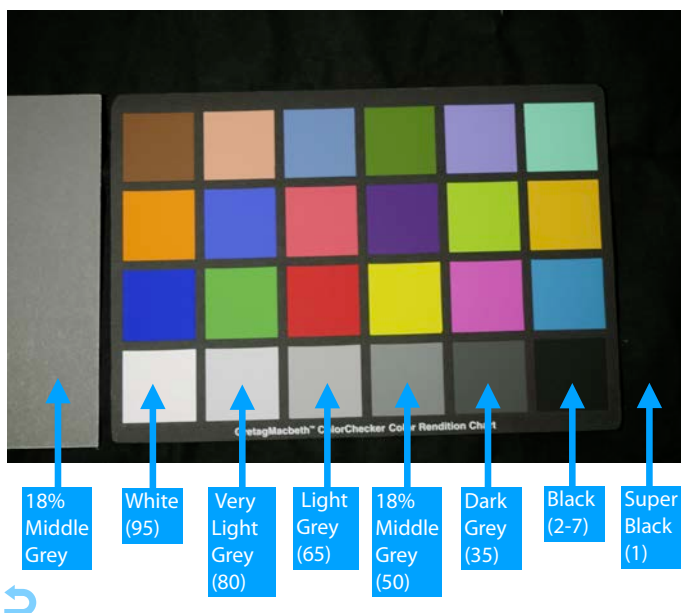 GretagMacbeth™ ColorChecker Color Rendition Chart
18%
Middle
Grey
White
(95)
Very
Light
Grey
(80)
Light
Grey
(65)
18%
Middle
Grey
(50)
Dark
Grey
(35)
Black
(2-7)
Super
Black
(1)